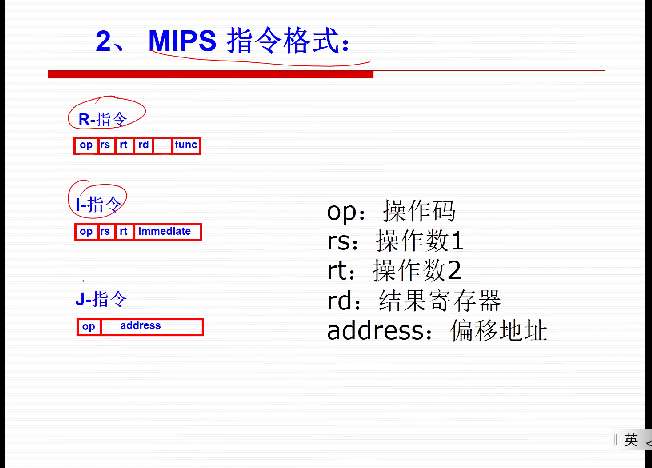 2、 MIPS 指令格式：
R-指令
op rs rt rd func
I-指令
op rs rt Immediate
J-指令
op address
op：操作码
rs：操作数1
rt：操作数2
rd：结果寄存器
address：偏移地址
英